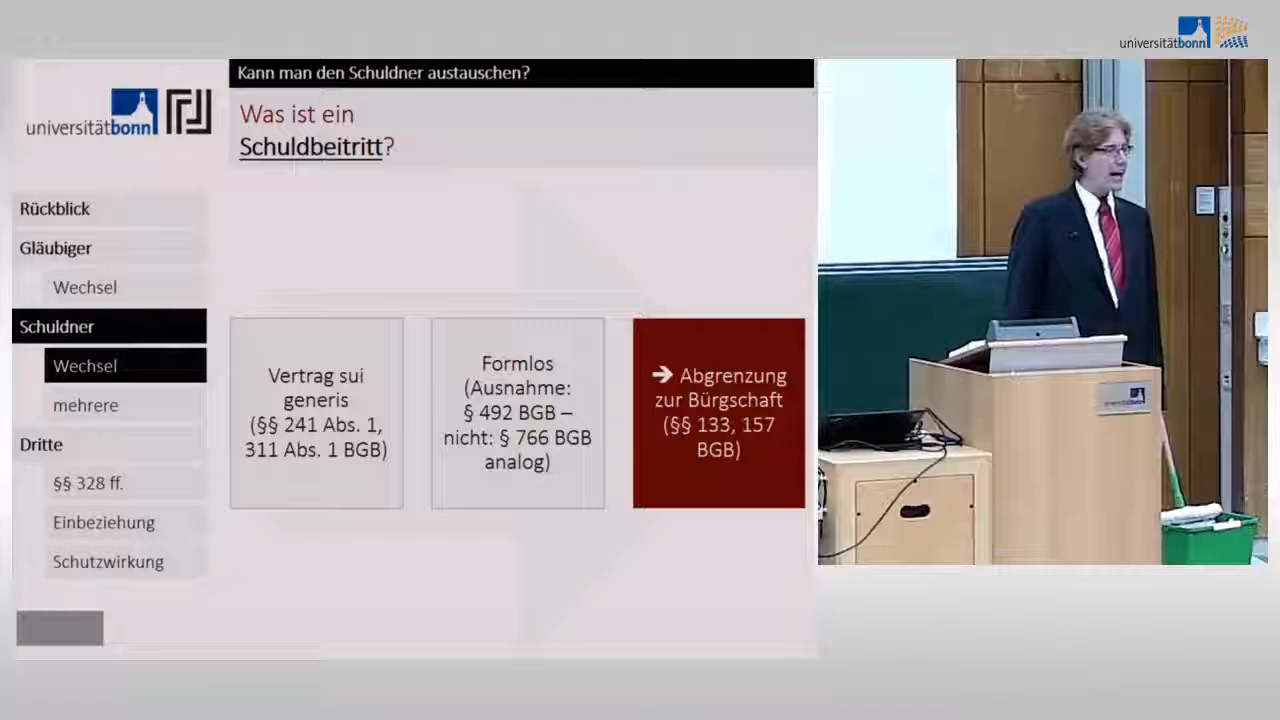 universitätbonn
Kann man den Schuldner austauschen?
universitätbonn
Was ist ein
Schuldbeitritt?
Rückblick
Gläubiger
Wechsel
Schuldner
Wechsel
mehrere
Dritte
§§ 328 ff.
Einbeziehung
Schutzwirkung
Vertrag sui
generis
(§§ 241 Abs. 1,
311 Abs. 1 BGB)
Formlos
(Ausnahme:
§ 492 BGB –
nicht: § 766 BGB
analog)
➔ Abgrenzung
zur Bürgschaft
(§§ 133, 157
BGB)
universitätbonn